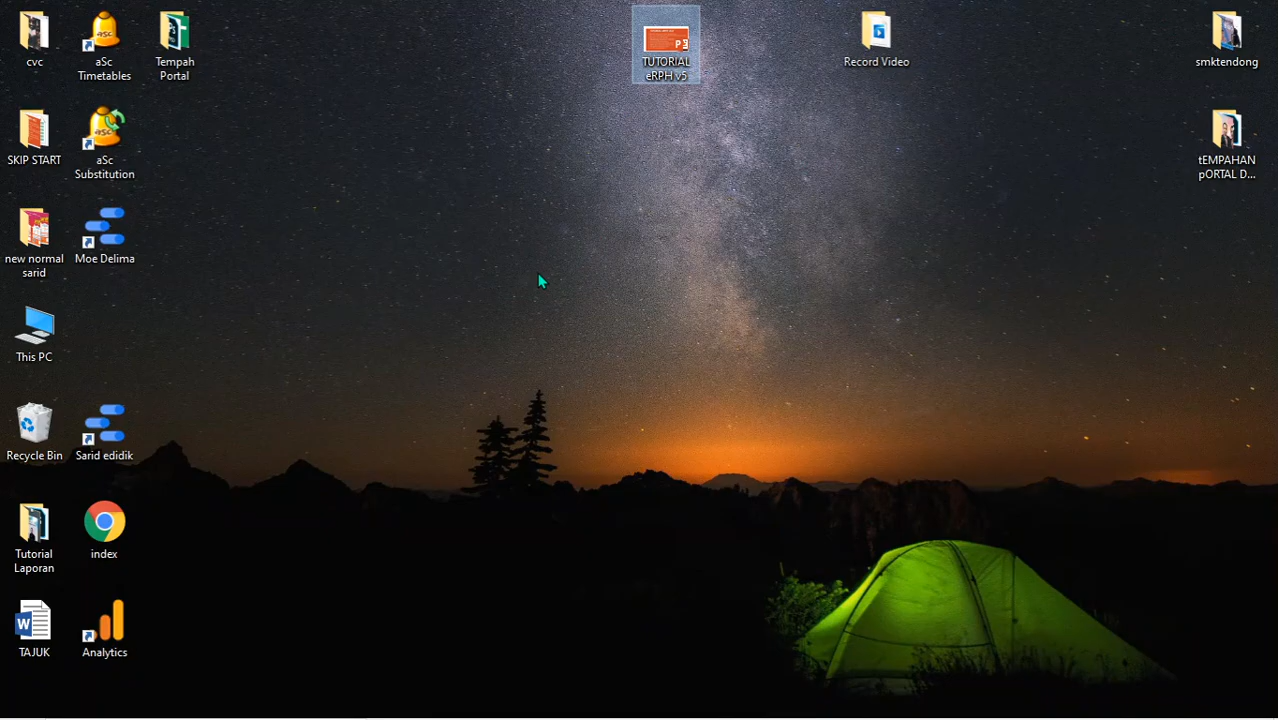 cvc
aSc
Timetables
Tempah
Portal
TUTORIAL
eRPH v5
Record Video
smktendong
SKIP START
aSc
Substitution
tEMPAHAN
pORTAL D...
new normal
sarid
Moe Delima
This PC
Recycle Bin
Sarid edidik
Tutorial
Laporan
index
TAJUK
Analytics